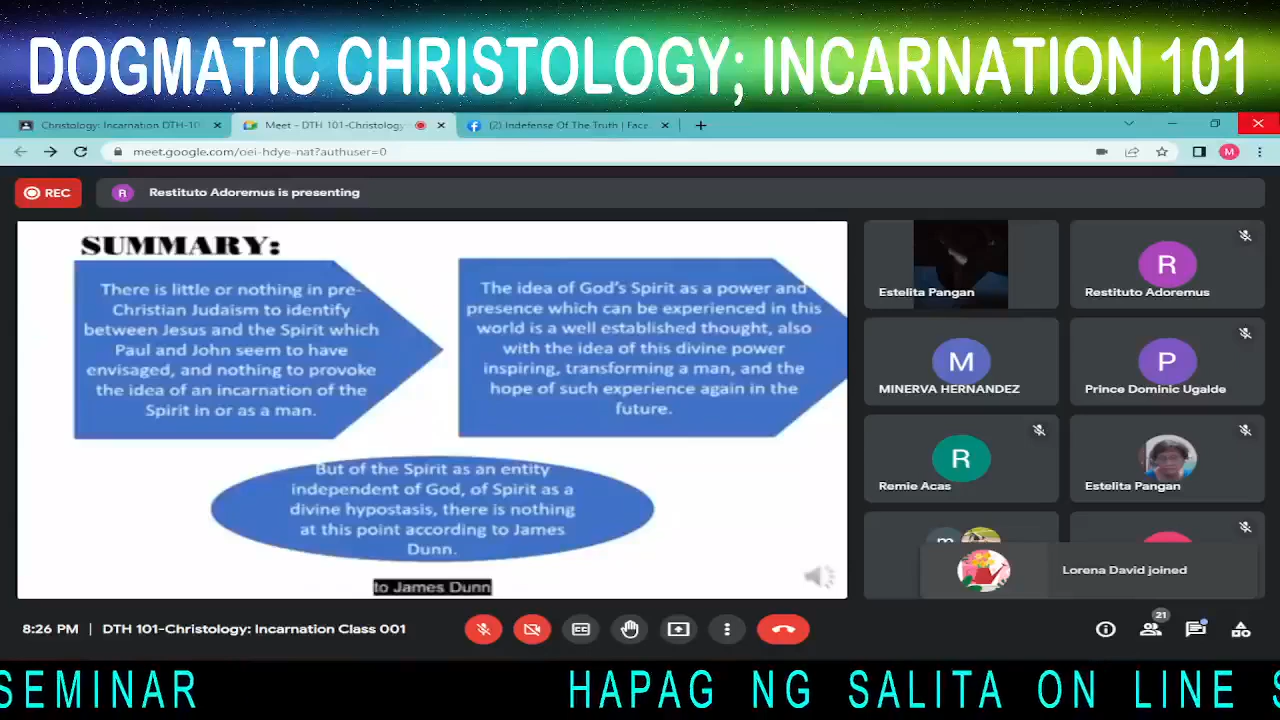 DOGMATIC CHRISTOLOGY; INCARNATION 101
Christology: Incarnation DTH-10
Meet - DTH 101-Christology
(2) Indefense Of The Truth | Face
meet.google.com/oei-hdye-nat?authuser=0
M
REC
R
Restituto Adoremus is presenting
SUMMARY:
There is little or nothing in pre-
Christian Judaism to identify
between Jesus and the Spirit which
Paul and John seem to have
envisaged, and nothing to provoke
the idea of an incarnation of the
Spirit in or as a man.
The idea of God's Spirit as a power and
presence which can be experienced in this
world is a well established thought, also
with the idea of this divine power
inspiring, transforming a man, and the
hope of such experience again in the
future.
But of the Spirit as an entity
independent of God, of Spirit as a
divine hypostasis, there is nothing
at this point according to James
Dunn.
to James Dunn
Estelita Pangan
R
Restituto Adoremus
M
MINERVA HERNANDEZ
P
Prince Dominic Ugalde
R
Remie Acas
Estelita Pangan
m
Lorena David joined
8:26 PM | DTH 101-Christology: Incarnation Class 001
21
SEMINAR HAPAG NG SALITA ON LINE S